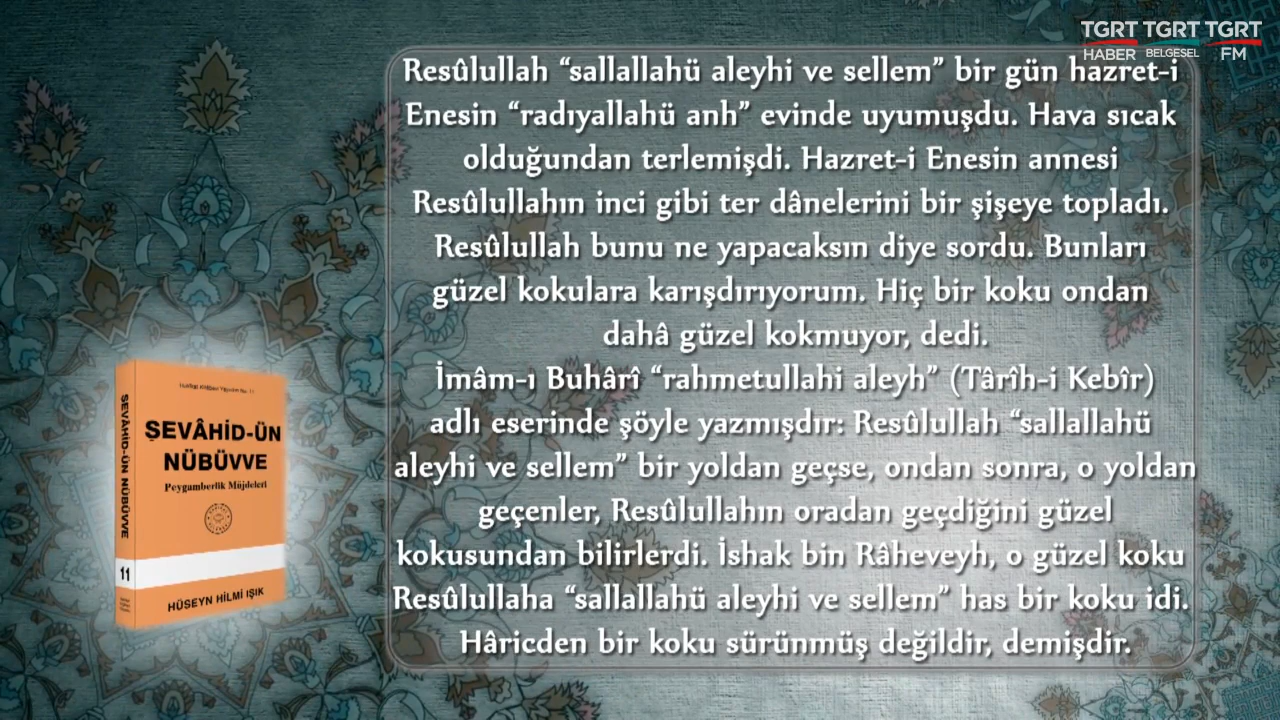 TGRT TGRT TGRT
HABER BELGESEL FM
Resûlullah “sallallahü aleyhi ve sellem” bir gün hazret-i
Enesin “radıyallahü anh” evinde uyumuşdu. Hava sıcak
olduğundan terlemişdi. Hazret-i Enesin annesi
Resûlullahın inci gibi ter dânelerini bir şişeye topladı.
Resûlullah bunu ne yapacaksın diye sordu. Bunları
güzel kokulara karışdırıyorum. Hiç bir koku ondan
dahâ güzel kokmuyor, dedi.
İmâm-ı Buhârî “rahmetullahi aleyh” (Târîh-i Kebîr)
adlı eserinde şöyle yazmışdır: Resûlullah “sallallahü
aleyhi ve sellem” bir yoldan geçse, ondan sonra, o yoldan
geçenler, Resûlullahın oradan geçdiğini güzel
kokusundan bilirlerdi. İshak bin Râheveyh, o güzel koku
Resûlullaha “sallallahü aleyhi ve sellem” has bir koku idi.
Hâricden bir koku sürünmüş değildir, demişdir.
ŞEVÂHİD-ÜN NÜBÜVVE
11
ŞEVÂHİD-ÜN
NÜBÜVVE
Peygamberlik Müjdeleri
HÜSEYN HİLMİ IŞIK